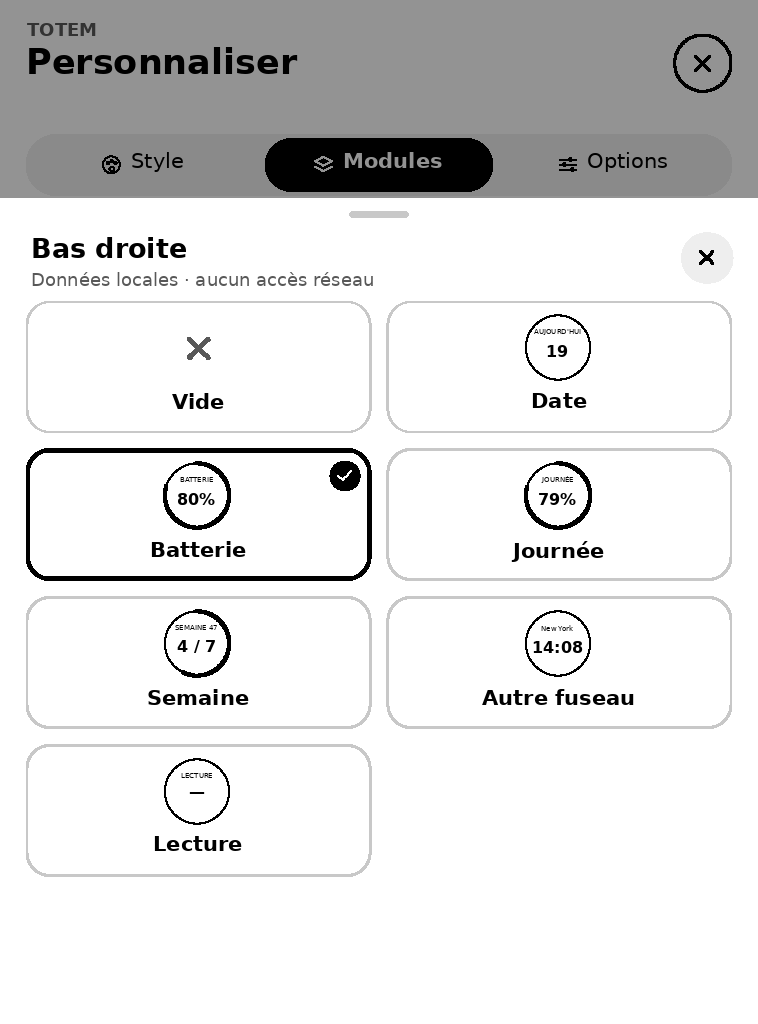 TOTEM
Personnaliser
Style
Modules
Options
Bas droite
Données locales · aucun accès réseau
Vide
AUJOURD'HUI
19
Date
BATTERIE
80%
Batterie
JOURNÉE
79%
Journée
SEMAINE 47
4 / 7
Semaine
New York
14:08
Autre fuseau
LECTURE
—
Lecture